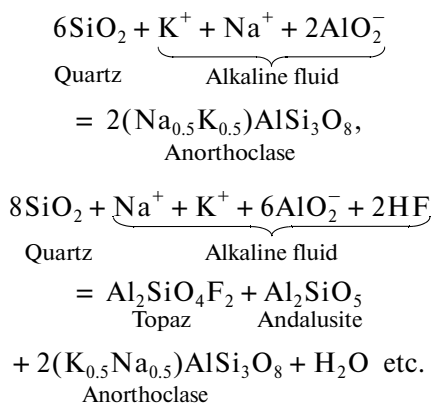 6SiO₂ + K⁺ + Na⁺ + 2AlO₂⁻
Quartz Alkaline fluid
= 2(Na₀.₅K₀.₅)AlSi₃O₈,
Anorthoclase
8SiO₂ + Na⁺ + K⁺ + 6AlO₂⁻ + 2HF
Quartz Alkaline fluid
= Al₂SiO₄F₂ + Al₂SiO₅
Topaz Andalusite
+ 2(K₀.₅Na₀.₅)AlSi₃O₈ + H₂O etc.
Anorthoclase